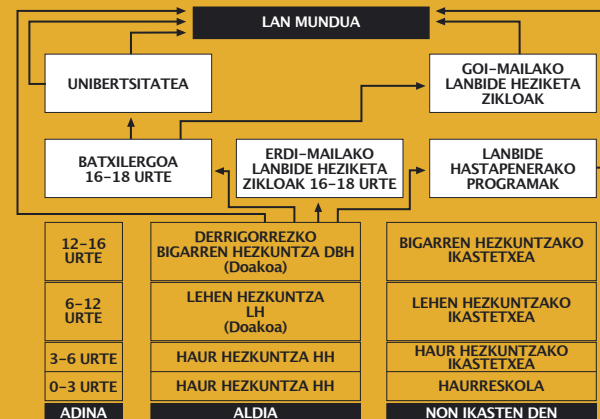 LAN MUNDUA
UNIBERTSITATEA
GOI-MAILAKO
LANBIDE HEZIKETA
ZIKLOAK
BATXILERGOA
16-18 URTE
ERDI-MAILAKO
LANBIDE HEZIKETA
ZIKLOAK 16-18 URTE
LANBIDE
HASTAPENERAKO
PROGRAMAK
12-16
URTE
DERRIGORREZKO
BIGARREN HEZKUNTZA DBH
(Doakoa)
BIGARREN HEZKUNTZAKO
IKASTETXEA
6-12
URTE
LEHEN HEZKUNTZA
LH
(Doakoa)
LEHEN HEZKUNTZAKO
IKASTETXEA
3-6 URTE
HAUR HEZKUNTZA HH
HAUR HEZKUNTZAKO
IKASTETXEA
0-3 URTE
HAUR HEZKUNTZA HH
HAURRESKOLA
ADINA
ALDIA
NON IKASTEN DEN